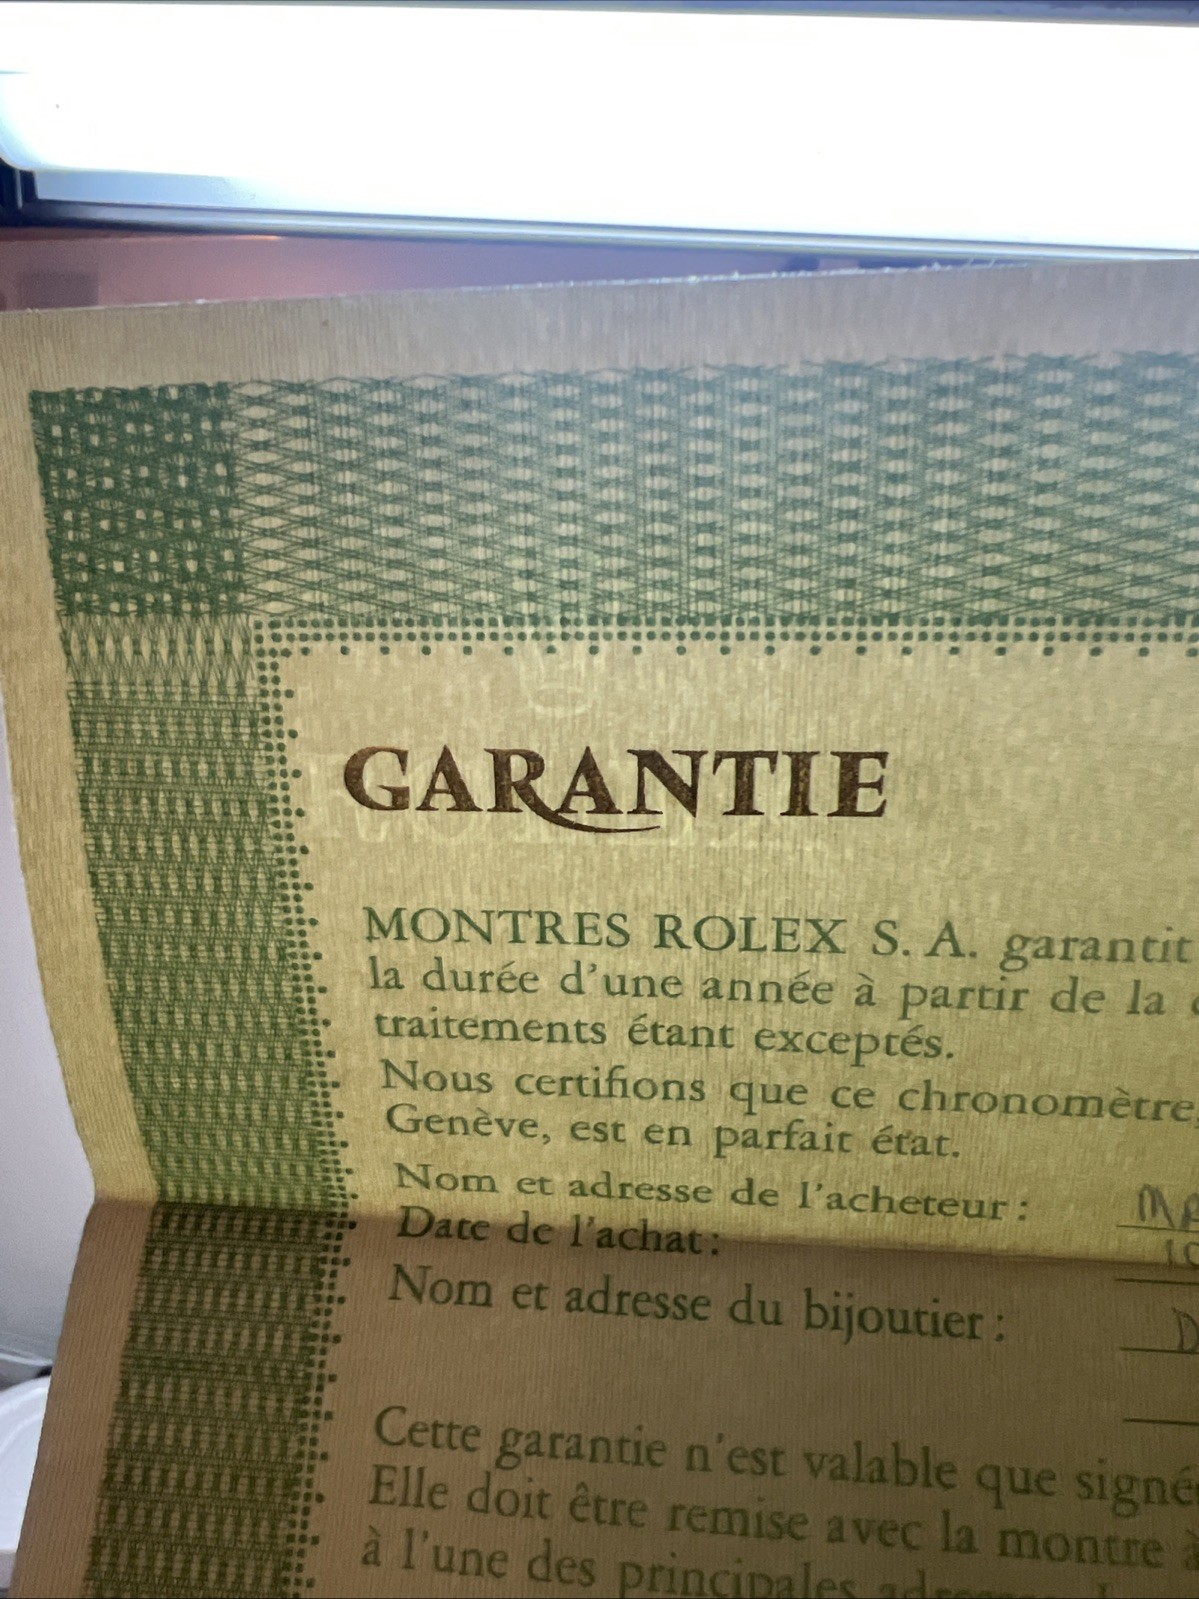 GARANTIE
MONTRES ROLEX S. A. garantit
la durée d'une année à partir de la
traitements étant exceptés.
Nous certifions que ce chronomètre,
Genève, est en parfait état.
Nom et adresse de l'acheteur :
Date de l'achat : 10
Nom et adresse du bijoutier : D
Cette garantie n'est valable que signé
Elle doit être remise avec la montre à
à l'une des principales